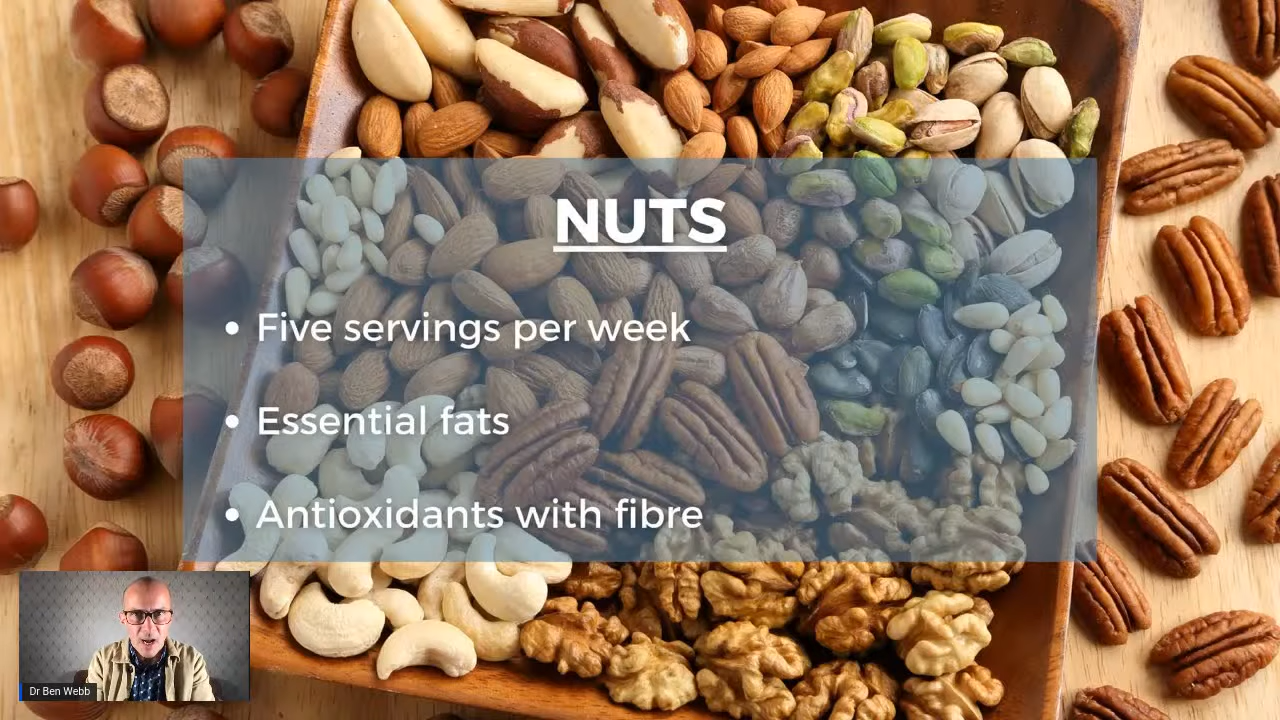 NUTS
Five servings per week
Essential fats
Antioxidants with fibre
Dr Ben Webb